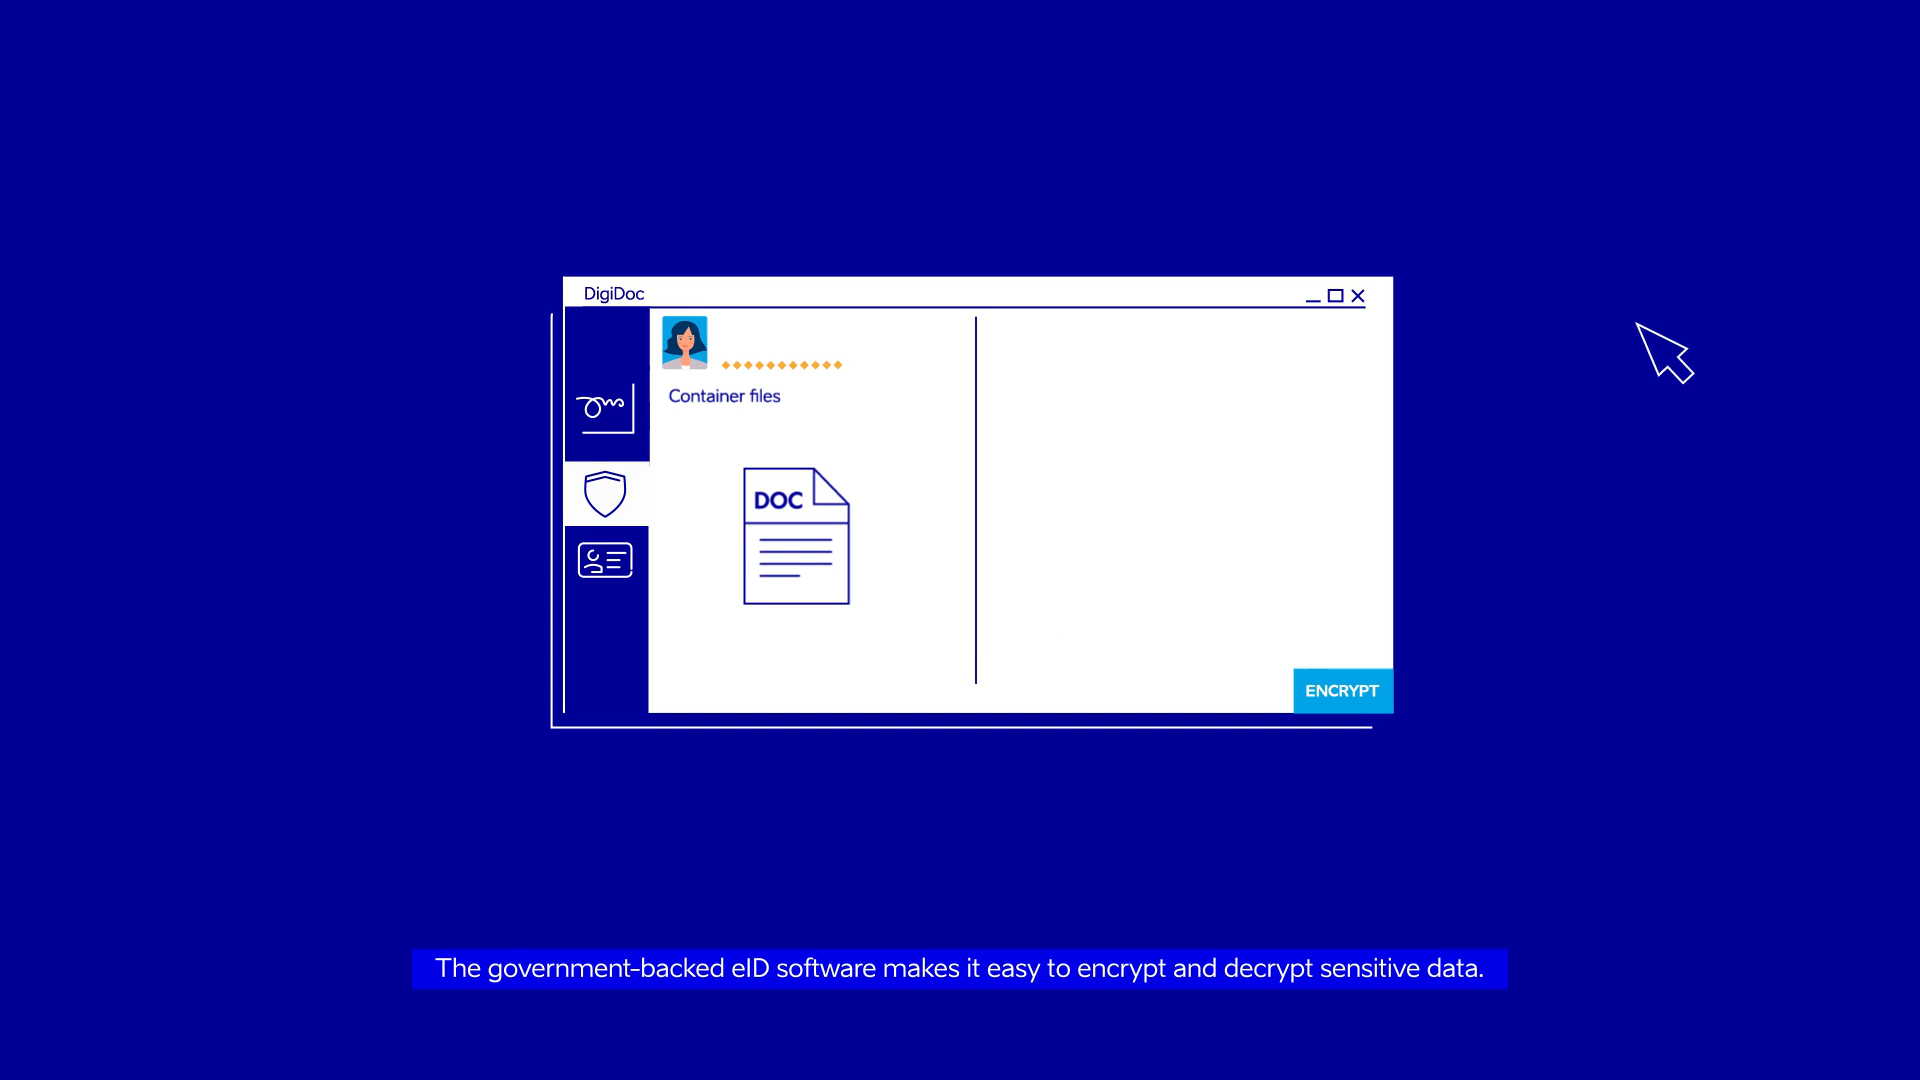 DigiDoc
Container files
DOC
ENCRYPT
The government-backed eID software makes it easy to encrypt and decrypt sensitive data.